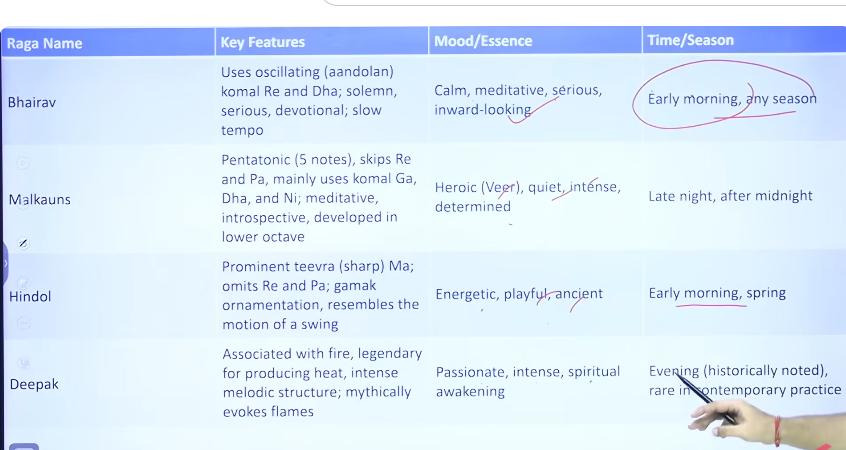 Raga Name
Key Features
Mood/Essence
Time/Season
Bhairav
Uses oscillating (aandolan)
komal Re and Dha; solemn,
serious, devotional; slow
tempo
Calm, meditative, serious,
inward-looking
Early morning, any season
Malkauns
Pentatonic (5 notes), skips Re
and Pa, mainly uses komal Ga,
Dha, and Ni; meditative,
introspective, developed in
lower octave
Heroic (Veer), quiet, intense,
determined
Late night, after midnight
Hindol
Prominent teevra (sharp) Ma;
omits Re and Pa; gamak
ornamentation, resembles the
motion of a swing
Energetic, playful, ancient
Early morning, spring
Deepak
Associated with fire, legendary
for producing heat, intense
melodic structure; mythically
evokes flames
Passionate, intense, spiritual
awakening
Evening (historically noted),
rare in contemporary practice